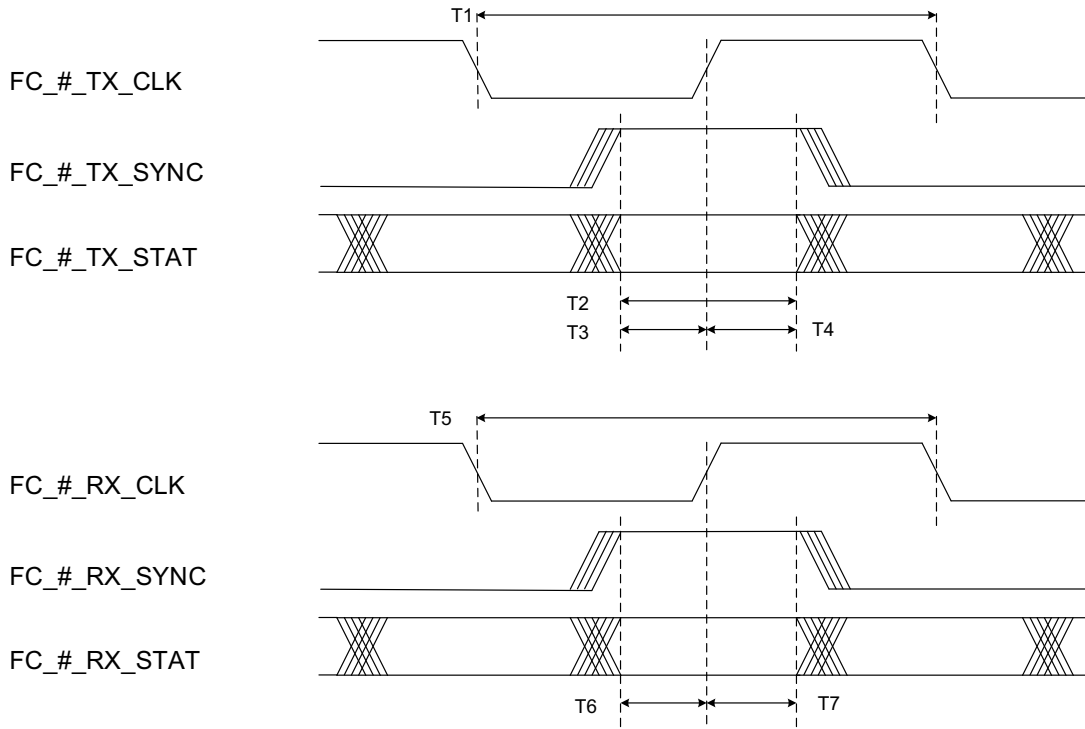 T1
FC_#_TX_CLK
FC_#_TX_SYNC
FC_#_TX_STAT
T2
T3
T4
T5
FC_#_RX_CLK
FC_#_RX_SYNC
FC_#_RX_STAT
T6
T7